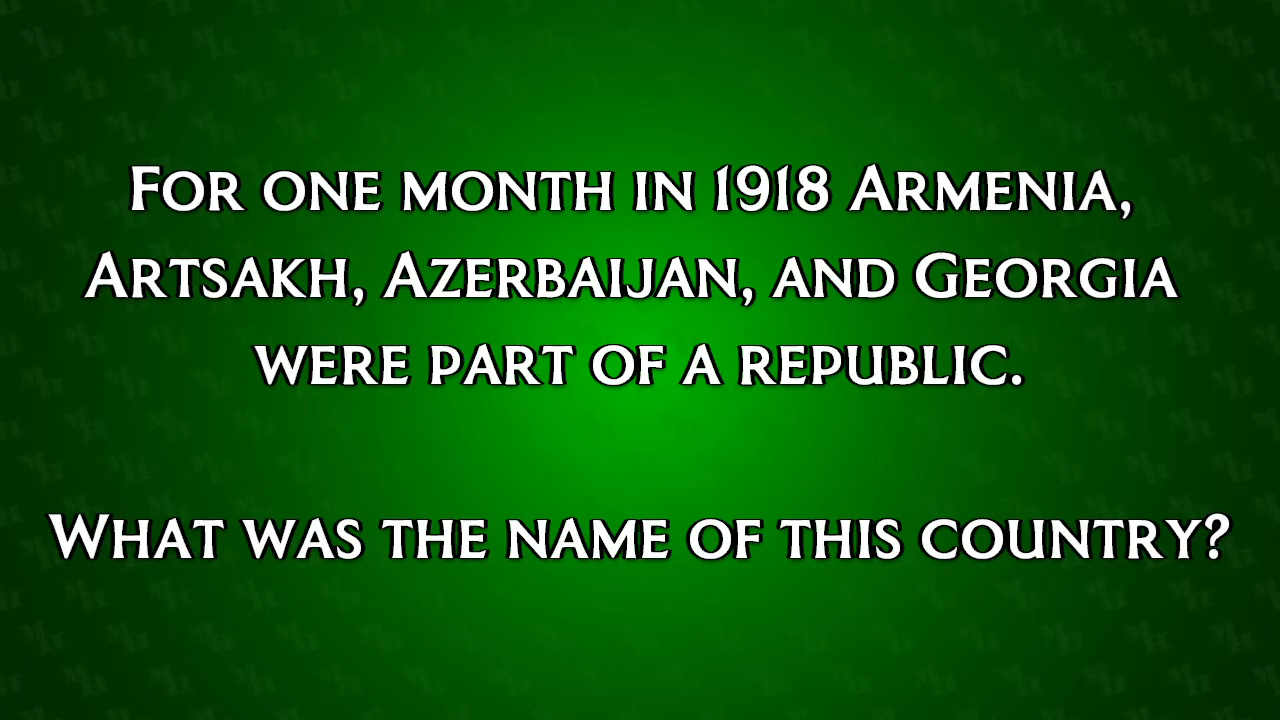 For one month in 1918 Armenia,
Artsakh, Azerbaijan, and Georgia
were part of a republic.
What was the name of this country?